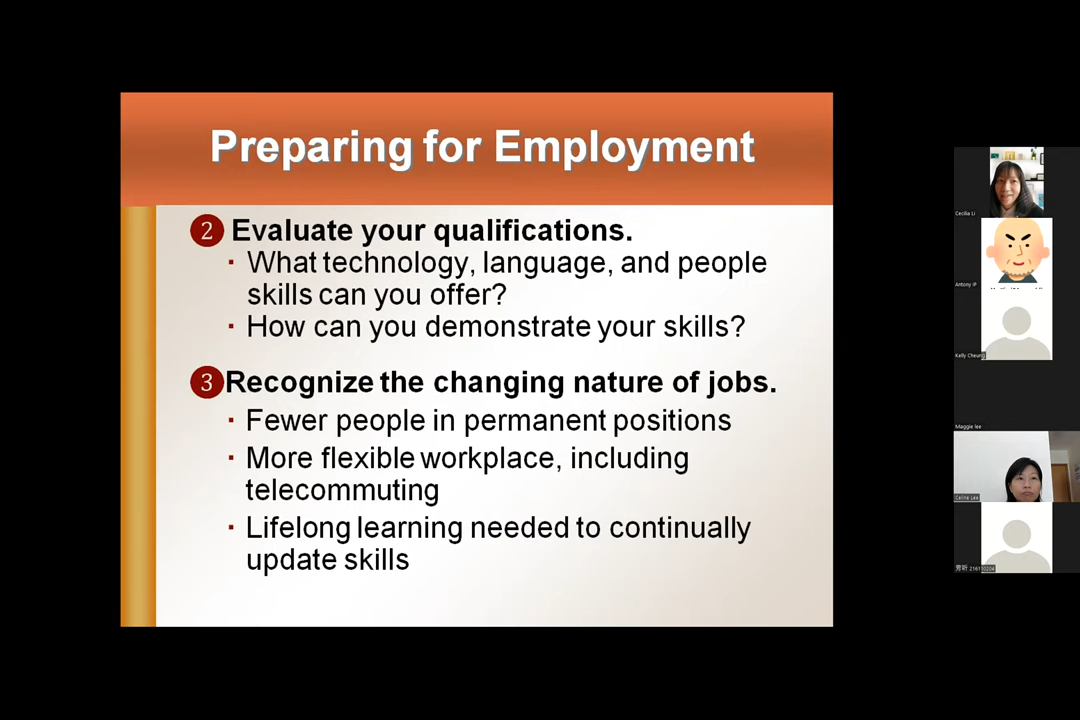 Preparing for Employment
2 Evaluate your qualifications.
▪ What technology, language, and people
skills can you offer?
▪ How can you demonstrate your skills?
3 Recognize the changing nature of jobs.
▪ Fewer people in permanent positions
▪ More flexible workplace, including
telecommuting
▪ Lifelong learning needed to continually
update skills
Cecilia Li
Antony IP
Kelly Cheung
Maggie lee
Celina Lee